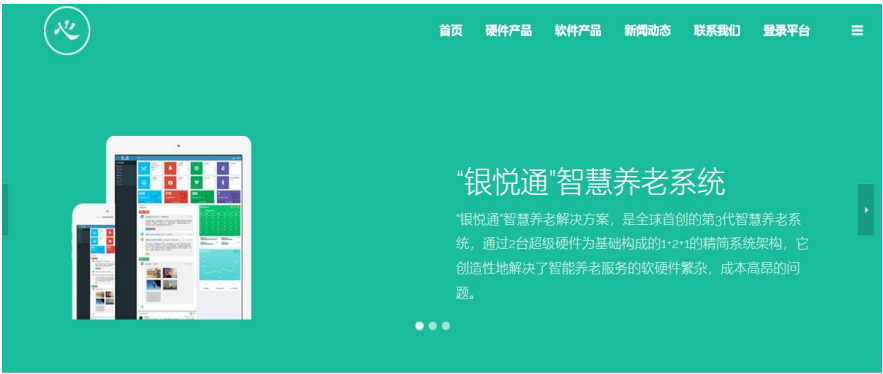 心
首页 硬件产品 软件产品 新闻动态 联系我们 登录平台
“银悦通”智慧养老系统
“银悦通”智慧养老解决方案，是全球首创的第3代智慧养老系
统，通过2台超级硬件为基础构成的1+2+1的精简系统架构，它
创造性地解决了智能养老服务的软硬件繁杂，成本高昂的问
题。